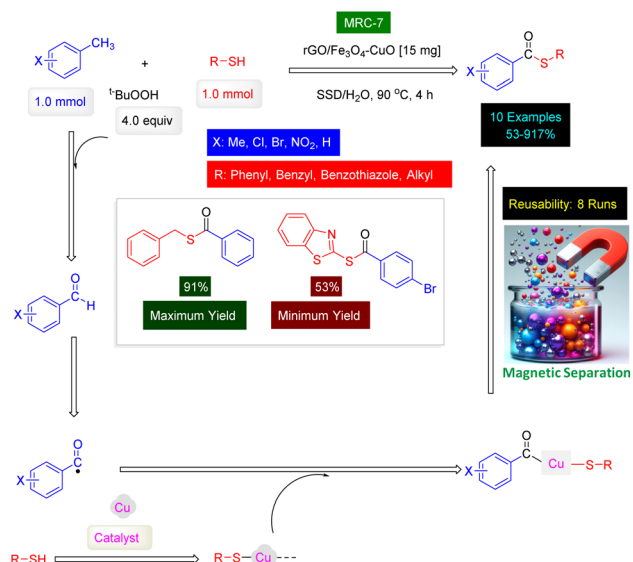 MRC-7
CH3
X
+
R-SH
rGO/Fe3O4-CuO [15 mg]
O
C
R
S
X
1.0 mmol
t-BuOOH
4.0 equiv
1.0 mmol
SSD/H2O, 90 °C, 4 h
10 Examples
53-917%
X: Me, Cl, Br, NO2, H
R: Phenyl, Benzyl, Benzothiazole, Alkyl
Reusability: 8 Runs
O
S
N
S
S
O
Br
91%
53%
Maximum Yield
Minimum Yield
O
C
H
X
Magnetic Separation
O
C
X
O
C
Cu
S-R
X
Cu
Catalyst
R-SH
R-S-Cu---